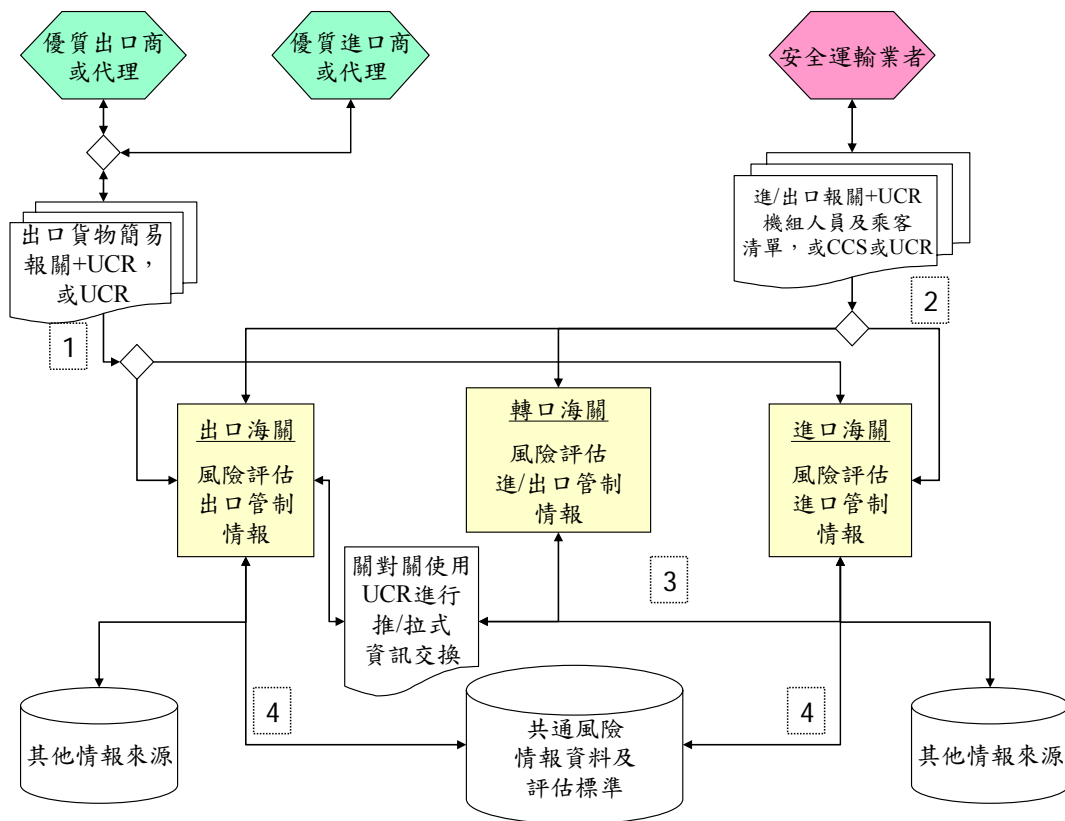 優質出口商
或代理
優質進口商
或代理
安全運輸業者
出口貨物簡易
報關+UCR，
或UCR
進/出口報關+UCR
機組人員及乘客
清單，或CCS或UCR
1
2
出口海關
風險評估
出口管制
情報
轉口海關
風險評估
進/出口管制
情報
進口海關
風險評估
進口管制
情報
關對關使用
UCR進行
推/拉式
資訊交換
3
4
4
其他情報來源
共通風險
情報資料及
評估標準
其他情報來源